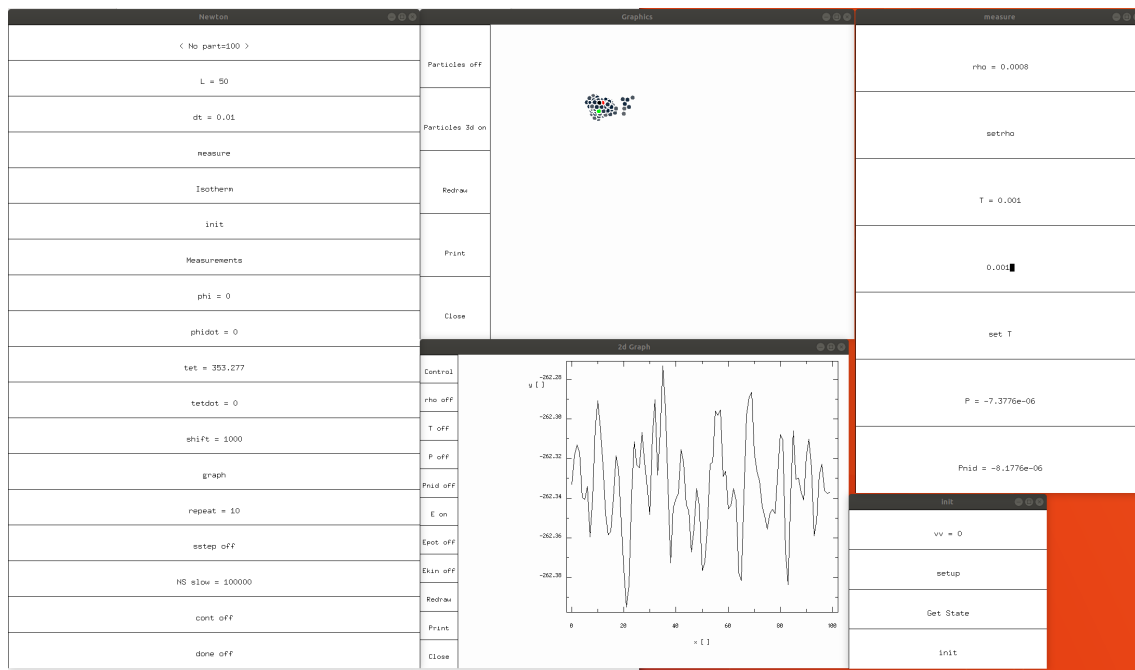 Newton
< No part=100 >
L = 50
dt = 0.01
measure
Isotherm
init
Measurements
phi = 0
phidot = 0
tet = 353.277
tetdot = 0
shift = 1000
graph
repeat = 10
sstep off
NS slow = 100000
cont off
done off
Graphics
Particles off
Particles 3d on
Redraw
Print
Close
2d Graph
Control
rho off
T off
P off
Pnid off
E on
Epot off
Ekin off
Redraw
Print
Close
y []
-262.28
-262.30
-262.32
-262.34
-262.36
-262.38
0 20 40 60 80 100
x []
measure
rho = 0.0008
setrho
T = 0.001
0.001
set T
P = -7.3776e-06
Pnid = -8.1776e-06
init
vv = 0
setup
Get State
init